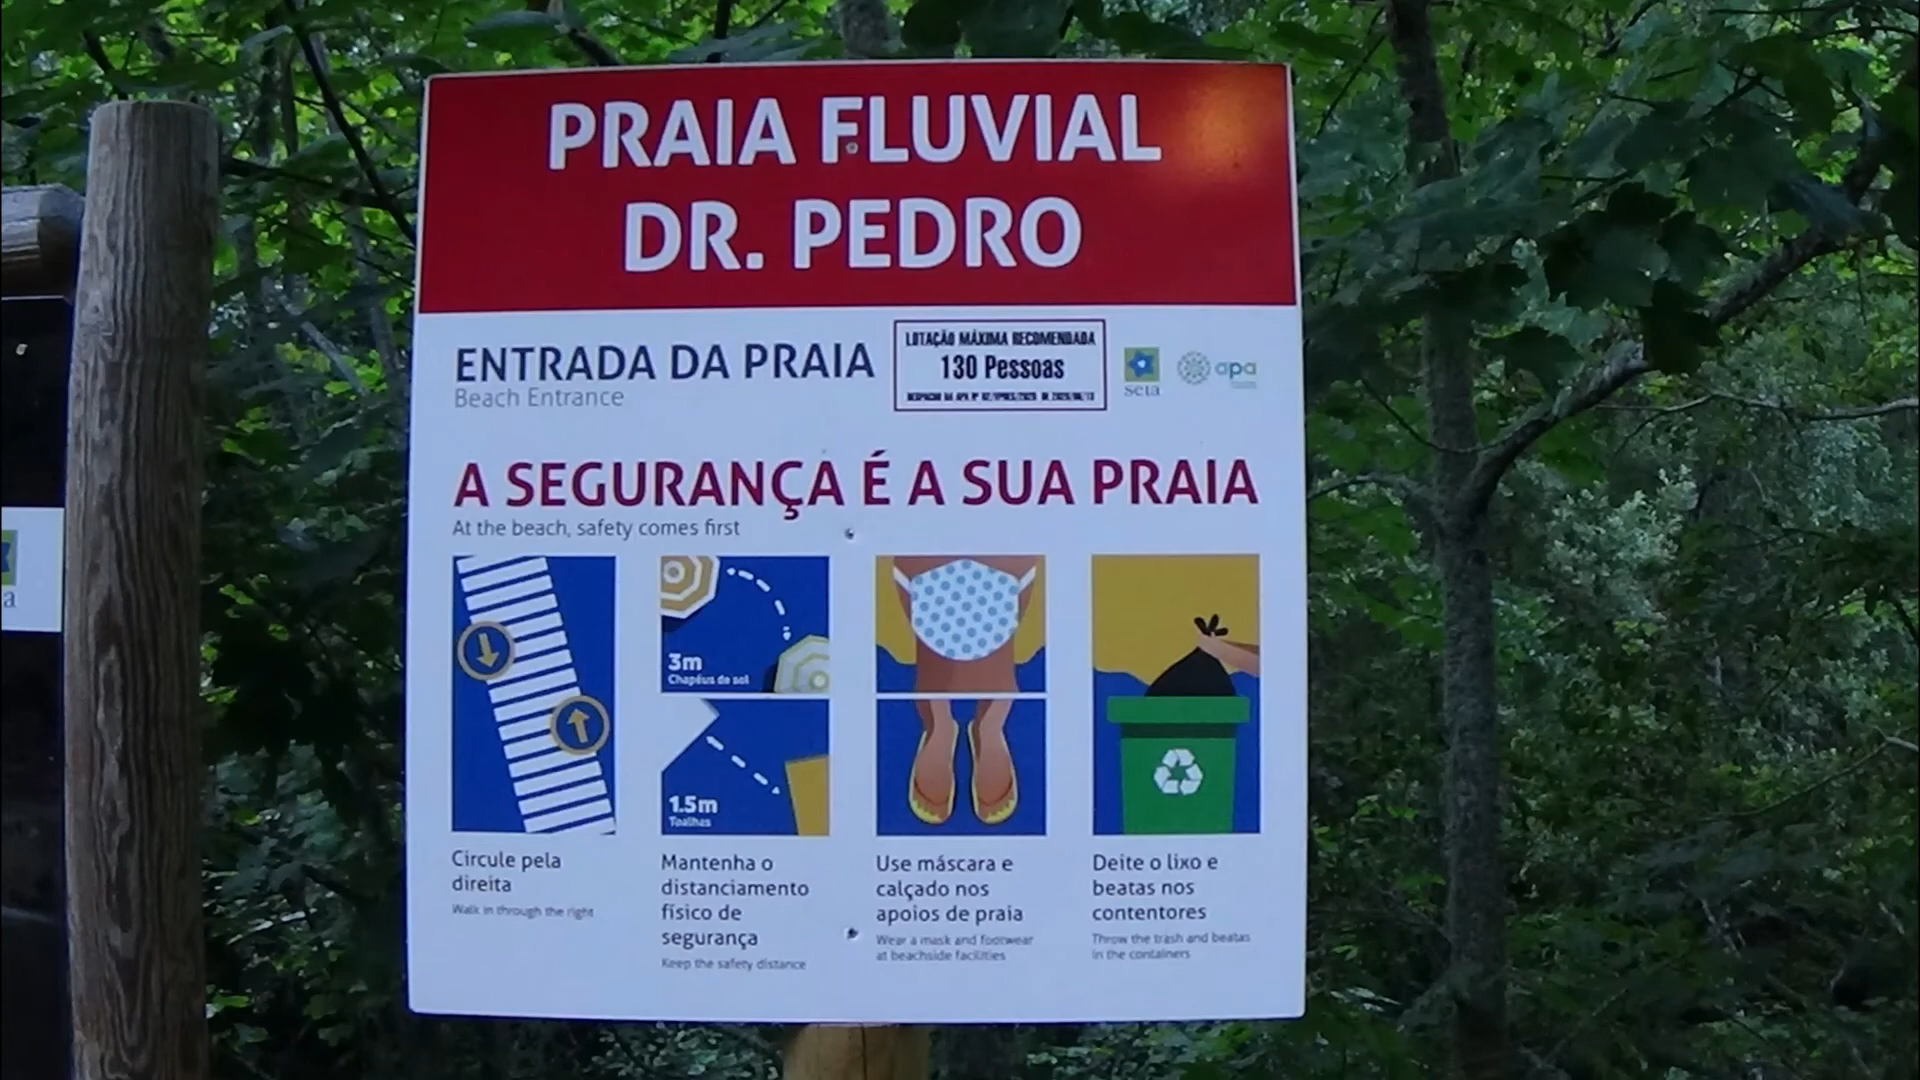 PRAIA FLUVIAL
DR. PEDRO
ENTRADA DA PRAIA
Beach Entrance
LOTAÇÃO MÁXIMA RECOMENDADA
130 Pessoas
seia
apa
A SEGURANÇA É A SUA PRAIA
At the beach, safety comes first
3m
Chapéus de sol
1.5m
Toalhas
Circule pela
direita
Walk in through the right
Mantenha o
distanciamento
físico de
segurança
Keep the safety distance
Use máscara e
calçado nos
apoios de praia
Wear a mask and footwear
at beachside facilities
Deite o lixo e
beatas nos
contentores
Throw the trash and beatas
in the containers
a